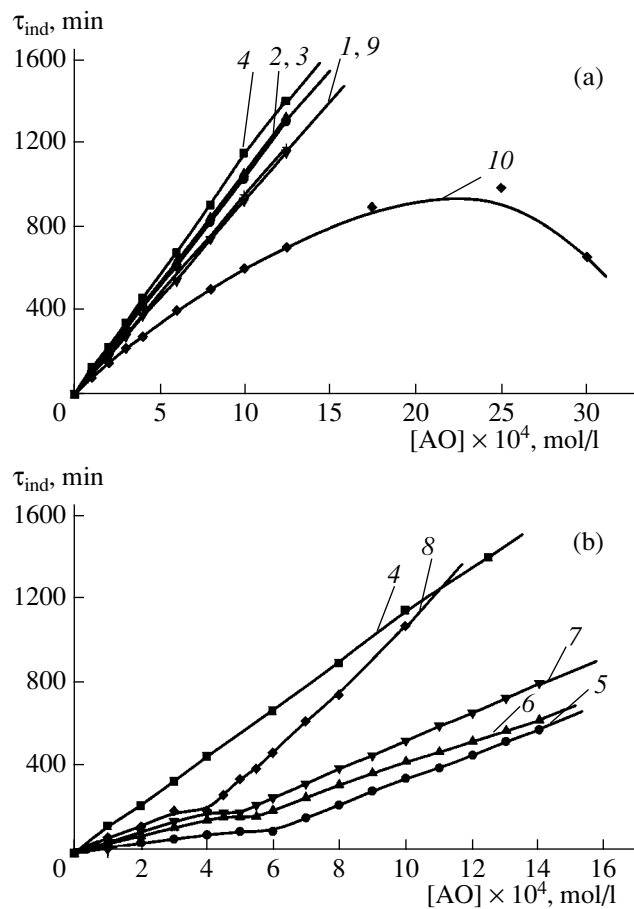 τind, min
1600
4 2, 3 1, 9 (a)
1200
10
800
400
0 5 10 15 20 25 30
[AO] × 10⁴, mol/l
τind, min
1600
(b)
4 8
1200
7
800
6 5
400
0 2 4 6 8 10 12 14 16
[AO] × 10⁴, mol/l